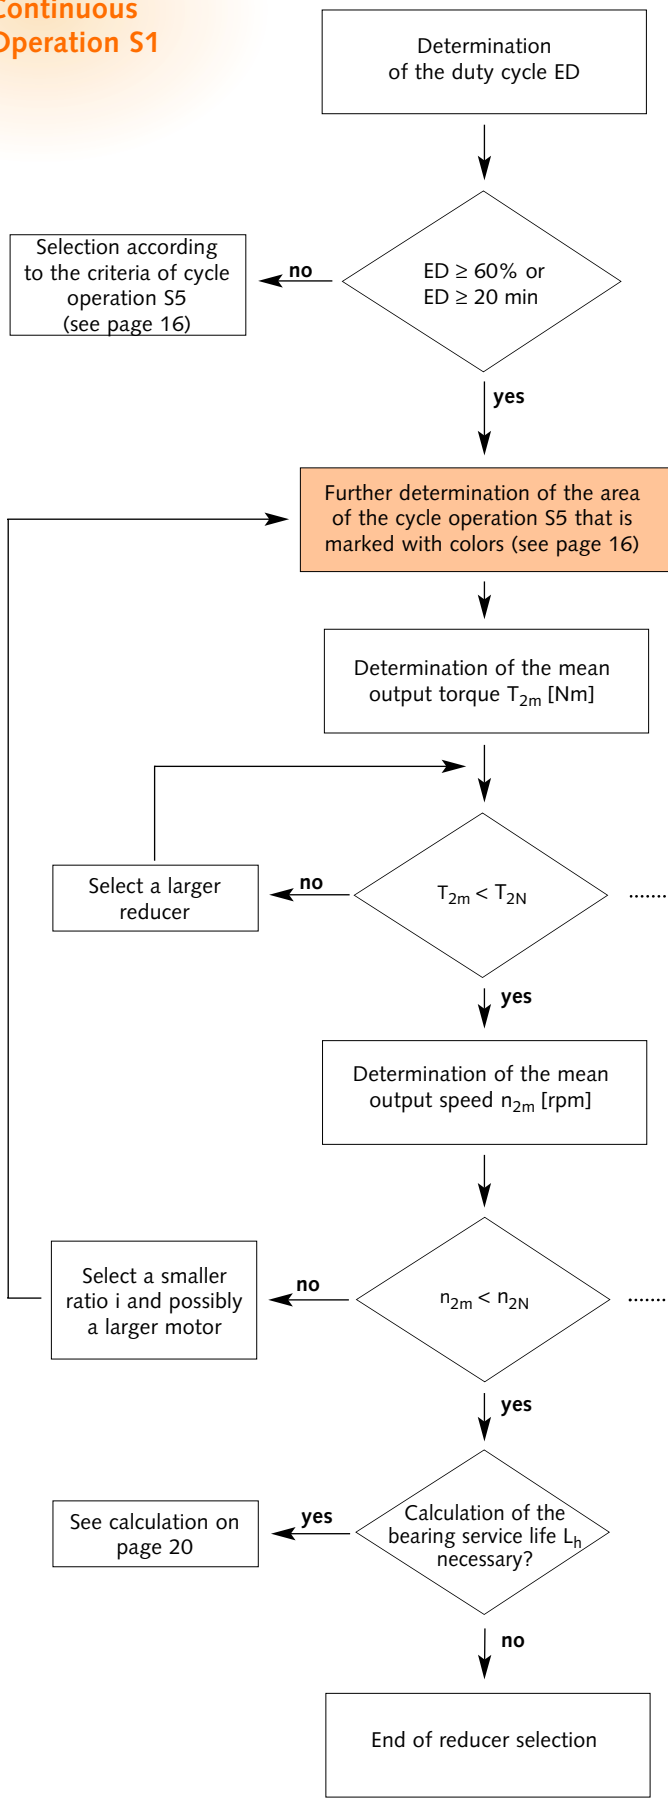 Continuous
Operation S1
Determination
of the duty cycle ED
Selection according
to the criteria of cycle
operation S5
(see page 16)
no
ED ≥ 60% or
ED ≥ 20 min
yes
Further determination of the area
of the cycle operation S5 that is
marked with colors (see page 16)
Determination of the mean
output torque T2m [Nm]
Select a larger
reducer
no
T2m < T2N
.......
yes
Determination of the mean
output speed n2m [rpm]
Select a smaller
ratio i and possibly
a larger motor
no
n2m < n2N
.......
yes
See calculation on
page 20
yes
Calculation of the
bearing service life Lh
necessary?
no
End of reducer selection